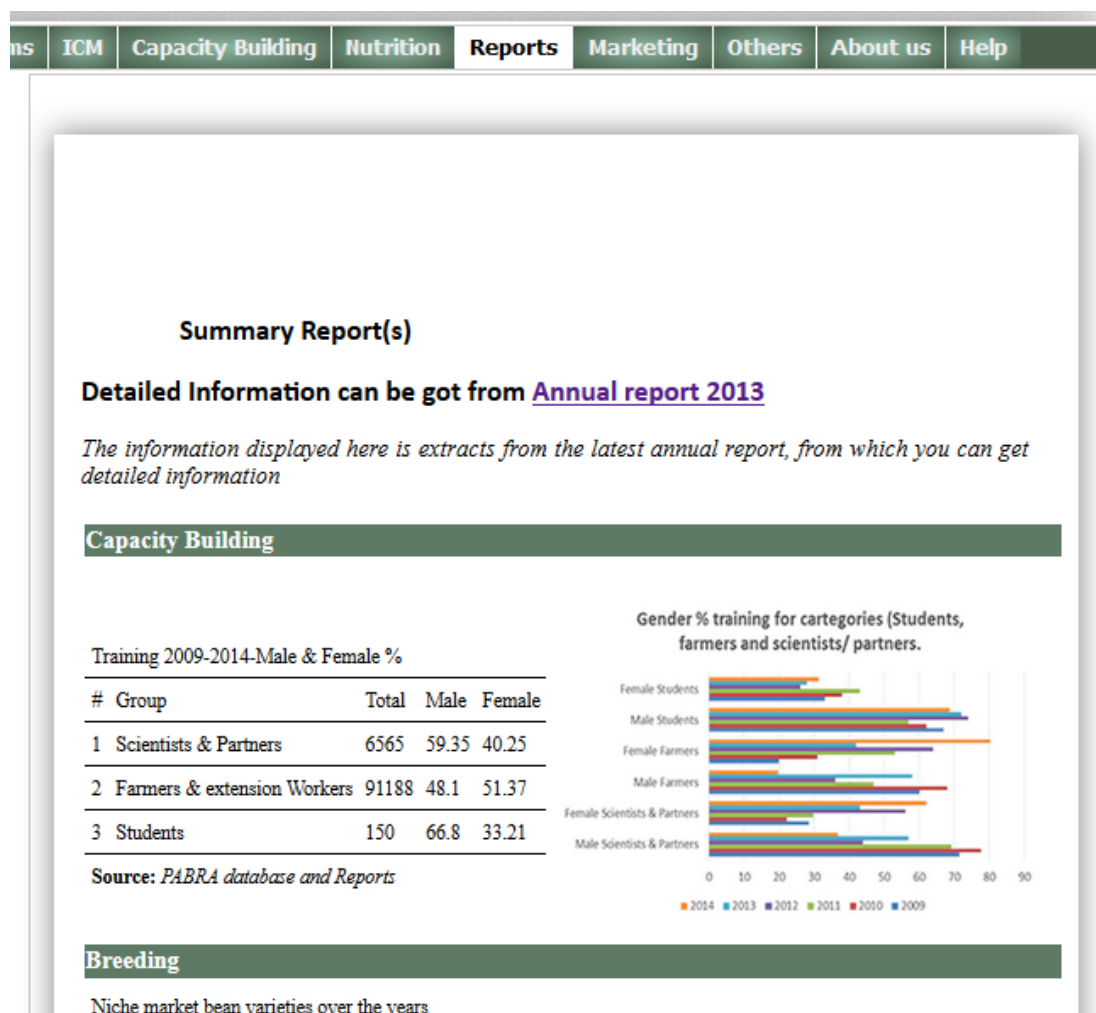 ms ICM Capacity Building Nutrition Reports Marketing Others About us Help
Summary Report(s)
Detailed Information can be got from Annual report 2013
The information displayed here is extracts from the latest annual report, from which you can get
detailed information
Capacity Building
Training 2009-2014-Male & Female %
# Group Total Male Female
1 Scientists & Partners 6565 59.35 40.25
2 Farmers & extension Workers 91188 48.1 51.37
3 Students 150 66.8 33.21
Source: PABRA database and Reports
Gender % training for cartegories (Students,
farmers and scientists/ partners.
Female Students
Male Students
Female Farmers
Male Farmers
Female Scientists & Partners
Male Scientists & Partners
0 10 20 30 40 50 60 70 80 90
2014 2013 2012 2011 2010 2009
Breeding
Niche market bean varieties over the years